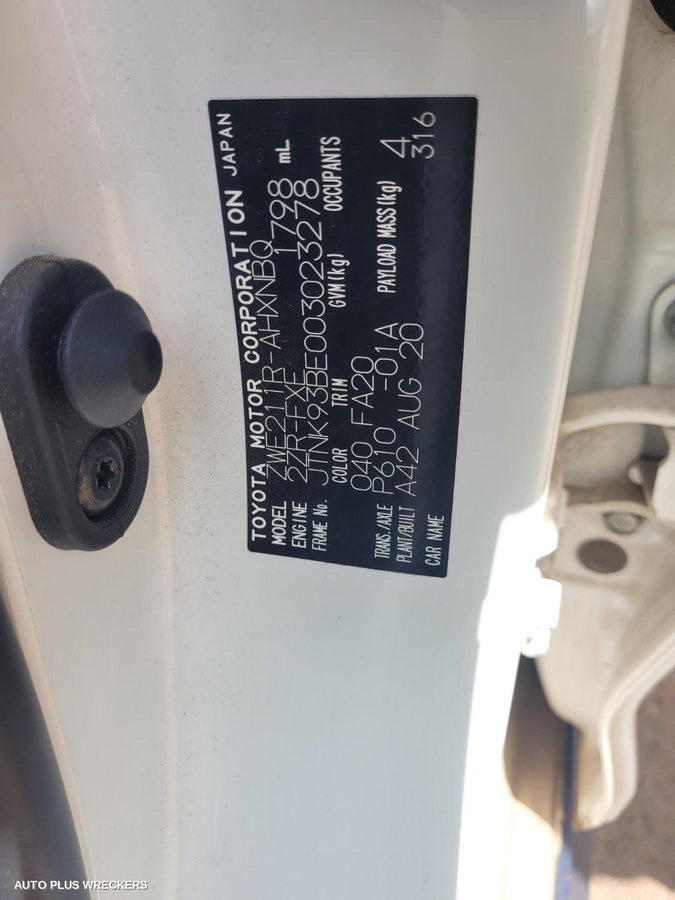 TOYOTA MOTOR CORPORATION JAPAN
MODEL ZWE211R-AHXNBQ
ENGINE 2ZR-FXE 1798 mL
FRAME No. JTNK93BE003023278
COLOR TRIM GVM(kg) OCCUPANTS
040 FA20
TRANS./AXLE P610 -01A PAYLOAD MASS(kg) 4
PLANT/BUILT A42 AUG 20 316
CAR NAME
AUTO PLUS WRECKERS